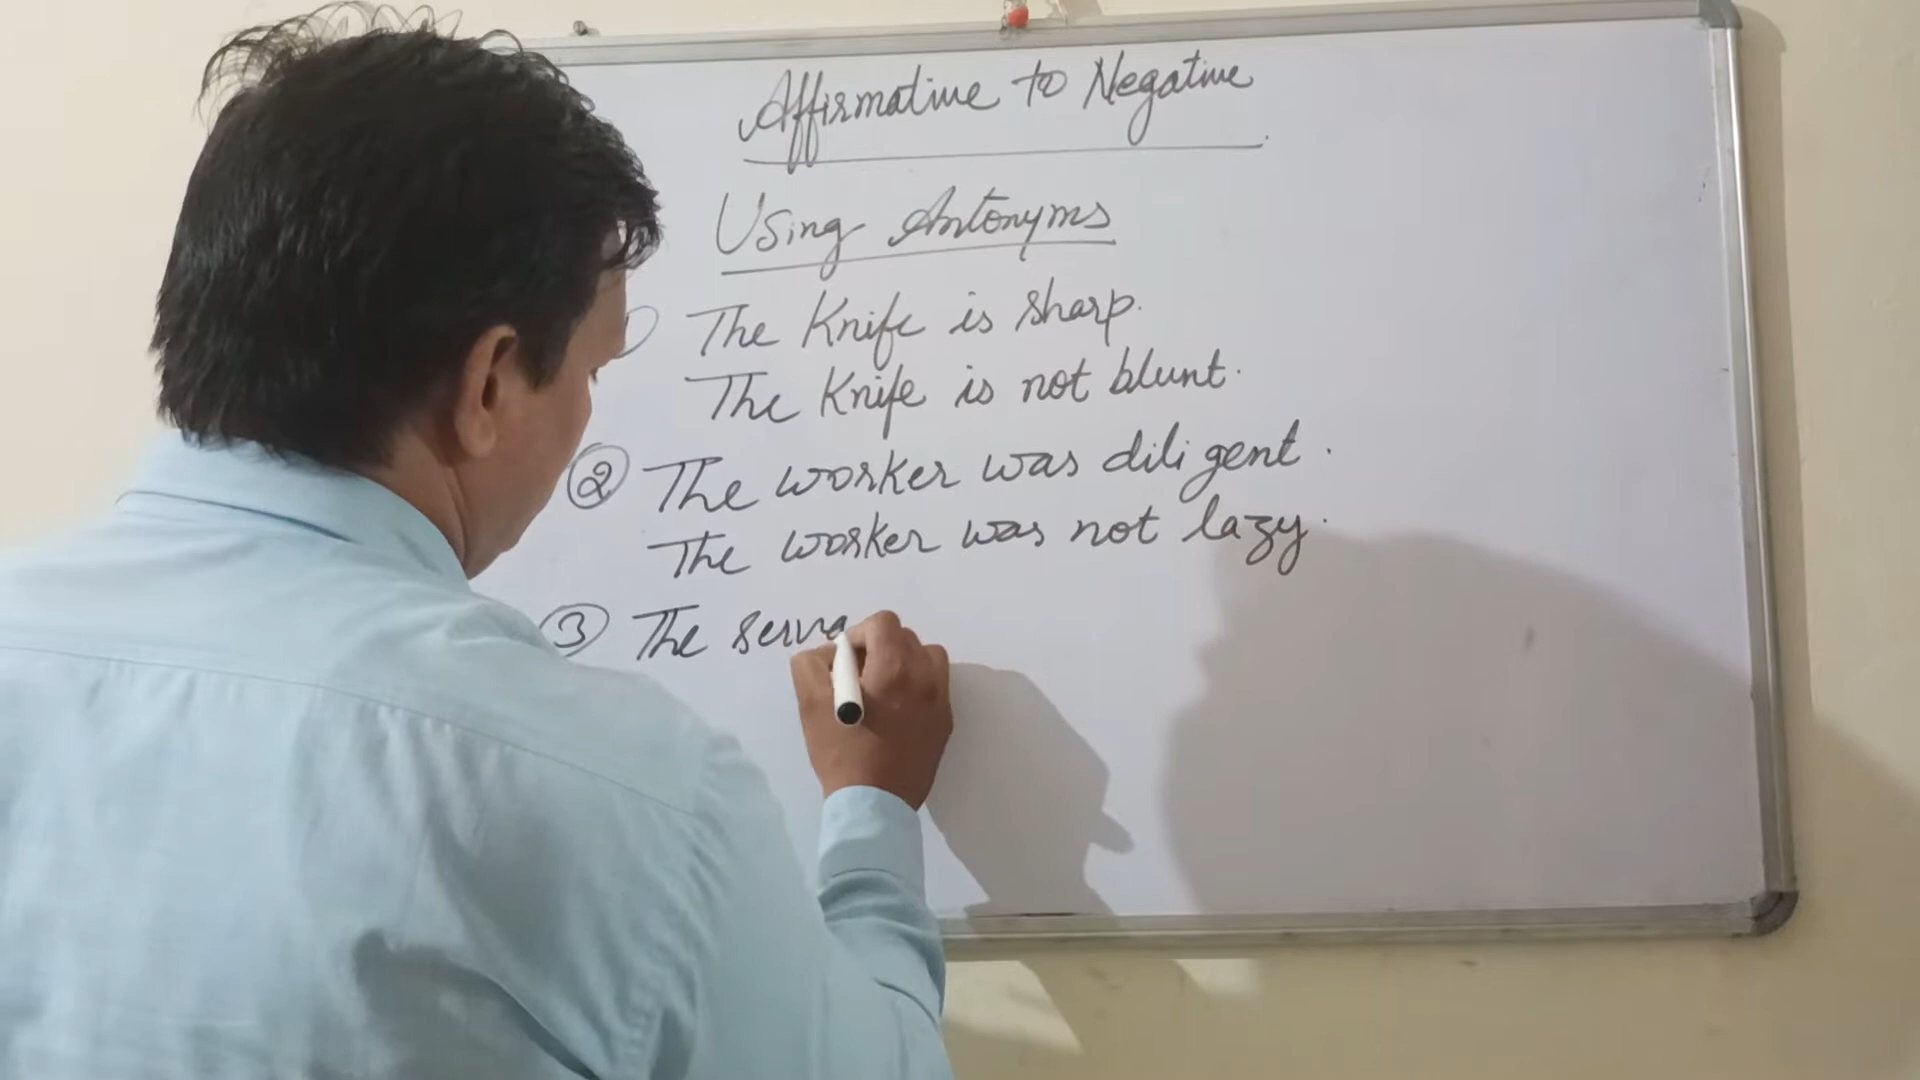 Affirmative to Negative
Using Antonyms
The Knife is sharp.
The Knife is not blunt.
② The worker was diligent.
The worker was not lazy.
③ The serva